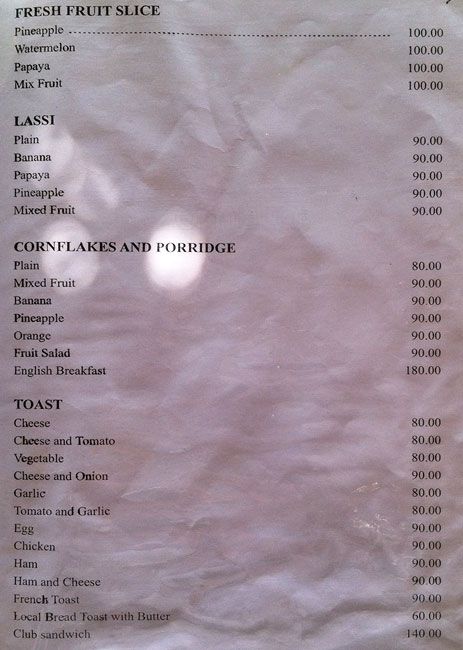 FRESH FRUIT SLICE
Pineapple 100.00
Watermelon 100.00
Papaya 100.00
Mix Fruit 100.00
LASSI
Plain 90.00
Banana 90.00
Papaya 90.00
Pineapple 90.00
Mixed Fruit 90.00
CORNFLAKES AND PORRIDGE
Plain 80.00
Mixed Fruit 90.00
Banana 90.00
Pineapple 90.00
Orange 90.00
Fruit Salad 90.00
English Breakfast 180.00
TOAST
Cheese 80.00
Cheese and Tomato 80.00
Vegetable 80.00
Cheese and Onion 90.00
Garlic 80.00
Tomato and Garlic 80.00
Egg 90.00
Chicken 90.00
Ham 90.00
Ham and Cheese 90.00
French Toast 90.00
Local Bread Toast with Butter 60.00
Club sandwich 140 00